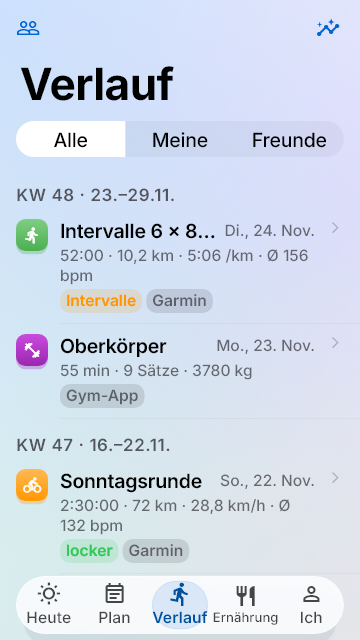 Verlauf
Alle
Meine
Freunde
KW 48 · 23.–29.11.
Intervalle 6 × 8... Di., 24. Nov.
52:00 · 10,2 km · 5:06 /km · Ø 156
bpm
Intervalle Garmin
Oberkörper Mo., 23. Nov.
55 min · 9 Sätze · 3780 kg
Gym-App
KW 47 · 16.–22.11.
Sonntagsrunde So., 22. Nov.
2:30:00 · 72 km · 28,8 km/h · Ø
132 bpm
locker Garmin
Heute
Plan
Verlauf
Ernährung
Ich